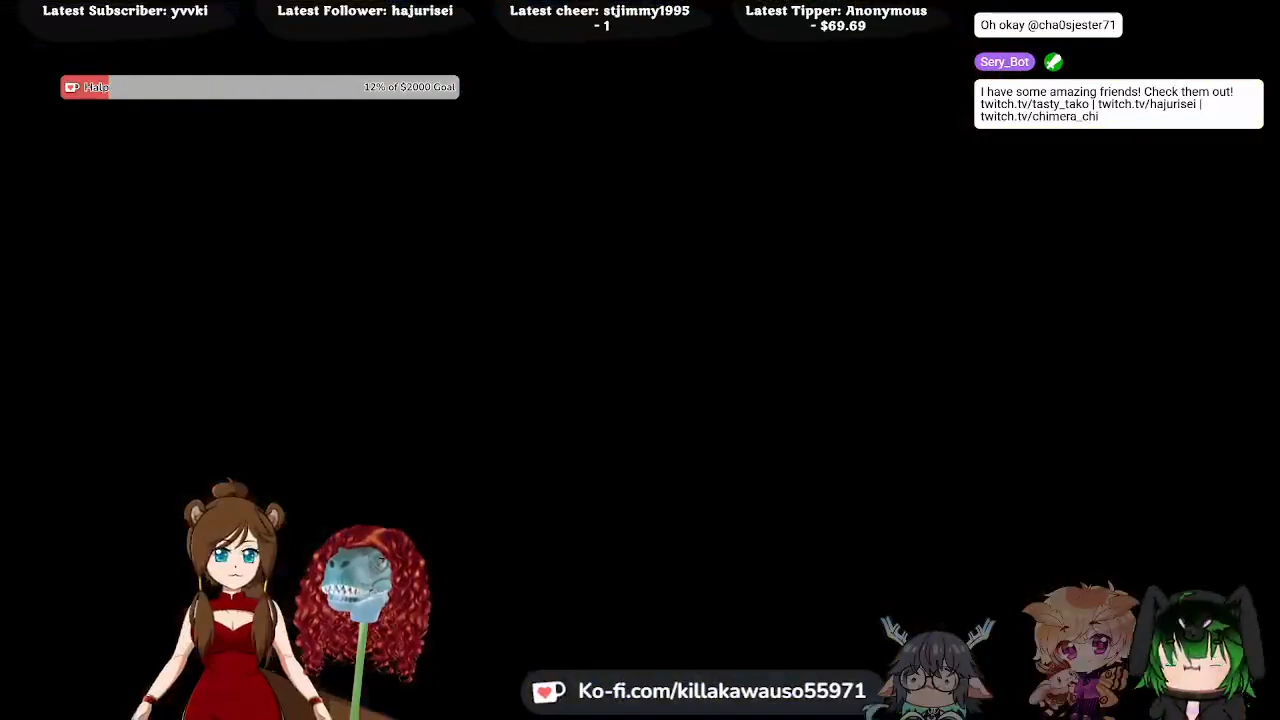 Latest Subscriber: yvvki
Latest Follower: hajurisei
Latest cheer: stjimmy1995
- 1
Latest Tipper: Anonymous
- $69.69
Oh okay @cha0sjester71
Halo
12% of $2000 Goal
Sery_Bot
I have some amazing friends! Check them out!
twitch.tv/tasty_tako | twitch.tv/hajurisei |
twitch.tv/chimera_chi
Ko-fi.com/killakawauso55971